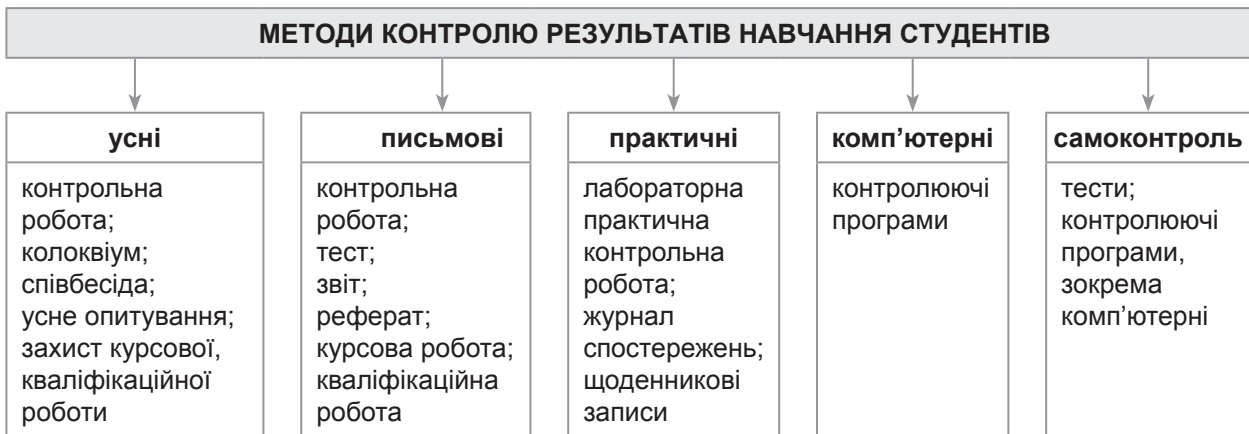 МЕТОДИ КОНТРОЛЮ РЕЗУЛЬТАТІВ НАВЧАННЯ СТУДЕНТІВ
усні
контрольна
робота;
колоквіум;
співбесіда;
усне опитування;
захист курсової,
кваліфікаційної
роботи
письмові
контрольна
робота;
тест;
звіт;
реферат;
курсова робота;
кваліфікаційна
робота
практичні
лабораторна
практична
контрольна
робота;
журнал
спостережень;
щоденникові
записи
комп’ютерні
контролюючі
програми
самоконтроль
тести;
контролюючі
програми,
зокрема
комп’ютерні